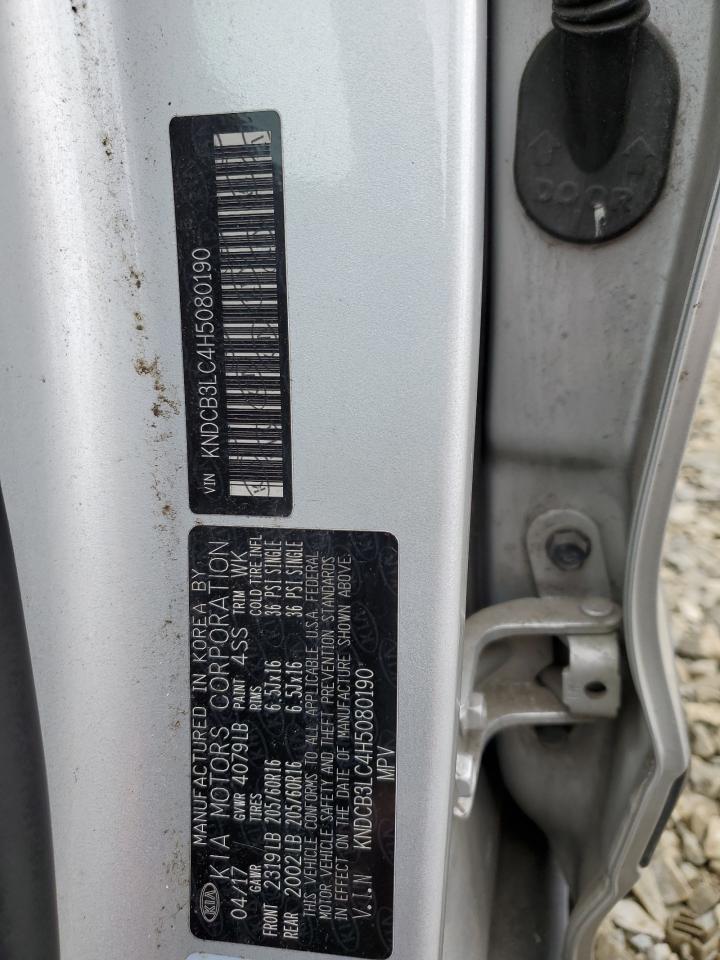 DOOR
VIN KNDCB3LC4H5080190
KIA MANUFACTURED IN KOREA BY
KIA MOTORS CORPORATION
04/17 GVWR 4079LB PAINT 4SS TRIM WK
GAWR TIRES RIMS COLD TIRE INFL
FRONT 2319LB 205/60R16 6.5JX16 36 PSI SINGLE
REAR 2002LB 205/60R16 6.5JX16 36 PSI SINGLE
THIS VEHICLE CONFORMS TO ALL APPLICABLE U.S.A. FEDERAL
MOTOR VEHICLE SAFETY AND THEFT PREVENTION STANDARDS
IN EFFECT ON THE DATE OF MANUFACTURE SHOWN ABOVE.
V.I.N KNDCB3LC4H5080190
MPV